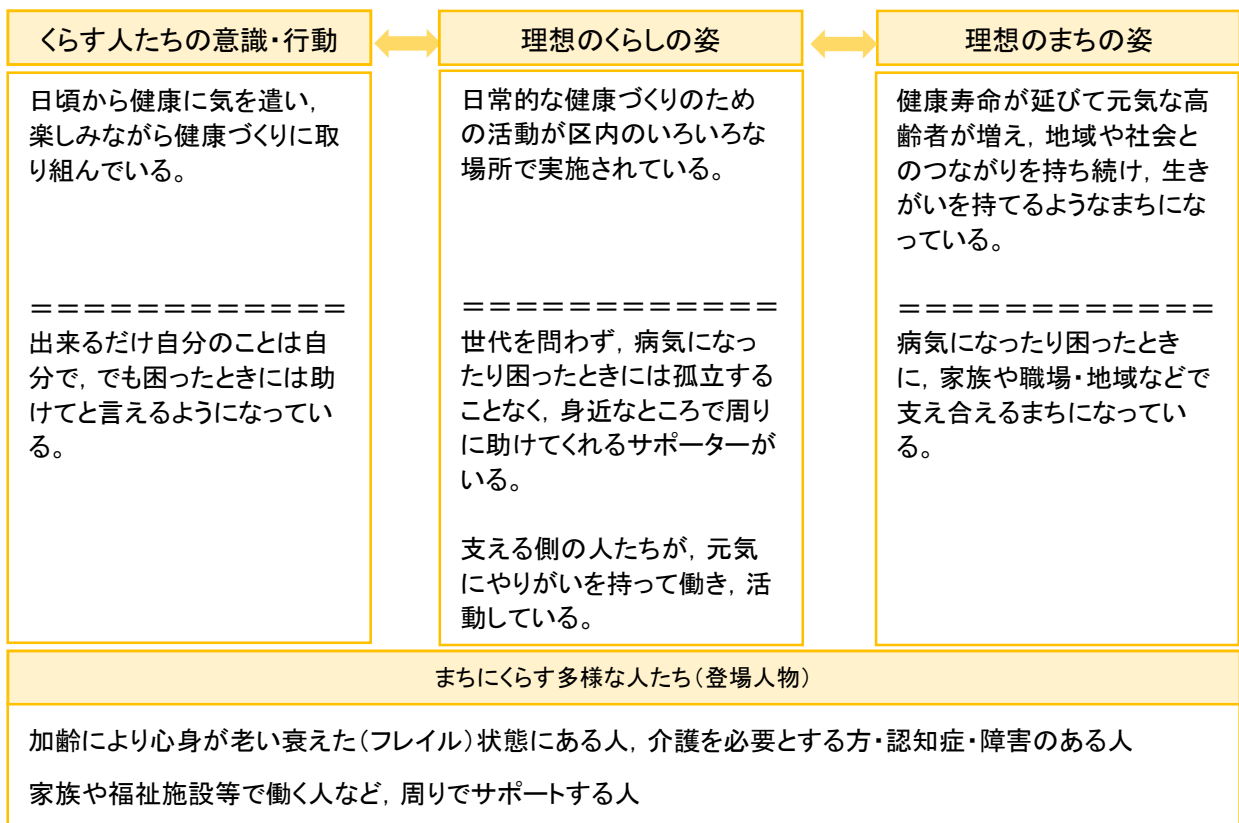 くらす人たちの意識・行動
日頃から健康に気を遣い，
楽しみながら健康づくりに取
り組んでいる。
＝＝＝＝＝＝＝＝＝＝＝＝
出来るだけ自分のことは自
分で，でも困ったときには助
けてと言えるようになってい
る。
理想のくらしの姿
日常的な健康づくりのため
の活動が区内のいろいろな
場所で実施されている。
＝＝＝＝＝＝＝＝＝＝＝＝
世代を問わず，病気になっ
たり困ったときには孤立する
ことなく，身近なところで周り
に助けてくれるサポーターが
いる。
支える側の人たちが，元気
にやりがいを持って働き，活
動している。
理想のまちの姿
健康寿命が延びて元気な高
齢者が増え，地域や社会と
のつながりを持ち続け，生き
がいを持てるようなまちにな
っている。
＝＝＝＝＝＝＝＝＝＝＝＝
病気になったり困ったとき
に，家族や職場・地域などで
支え合えるまちになってい
る。
まちにくらす多様な人たち（登場人物）
加齢により心身が老い衰えた（フレイル）状態にある人，介護を必要とする方・認知症・障害のある人
家族や福祉施設等で働く人など，周りでサポートする人